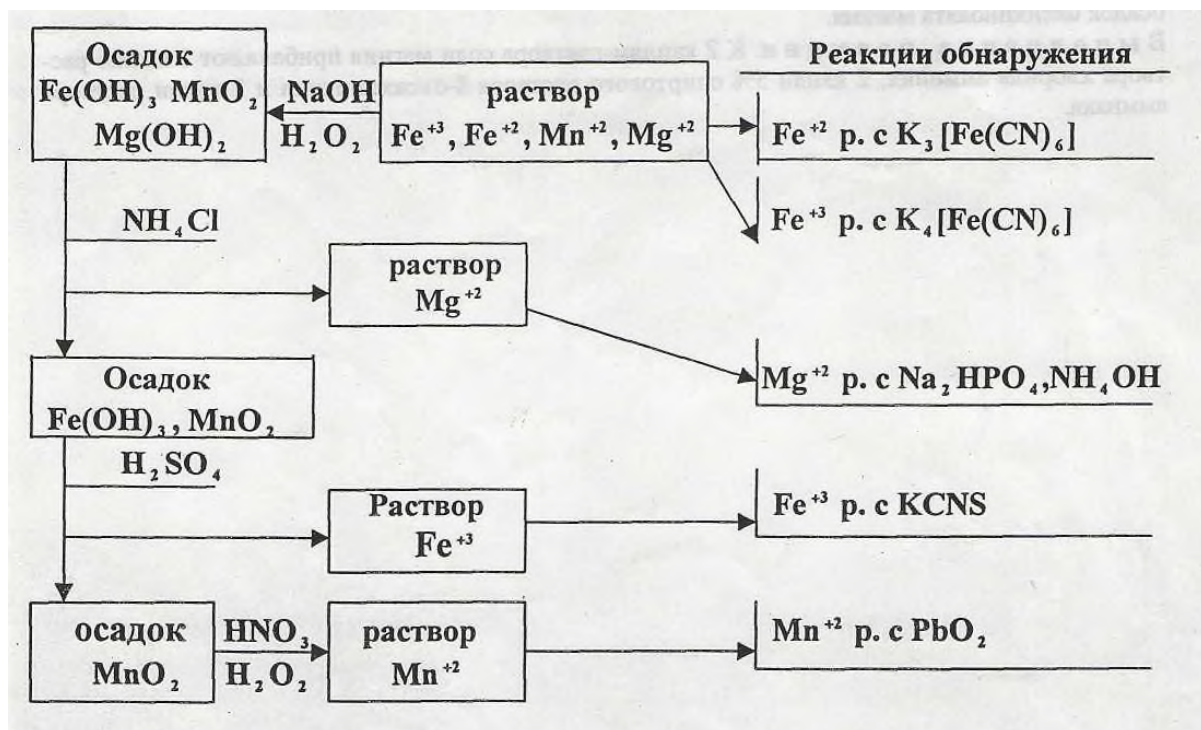 Осадок
Fe(OH)₃ MnO₂
Mg(OH)₂
NaOH
H₂O₂
раствор
Fe⁺³, Fe⁺², Mn⁺², Mg⁺²
Реакции обнаружения
Fe⁺² р. с K₃[Fe(CN)₆]
Fe⁺³ р. с K₄[Fe(CN)₆]
NH₄Cl
раствор
Mg⁺²
Mg⁺² р. с Na₂HPO₄,NH₄OH
Осадок
Fe(OH)₃, MnO₂
H₂SO₄
Раствор
Fe⁺³
Fe⁺³ р. с KCNS
осадок
MnO₂
HNO₃
H₂O₂
раствор
Mn⁺²
Mn⁺² р. с PbO₂